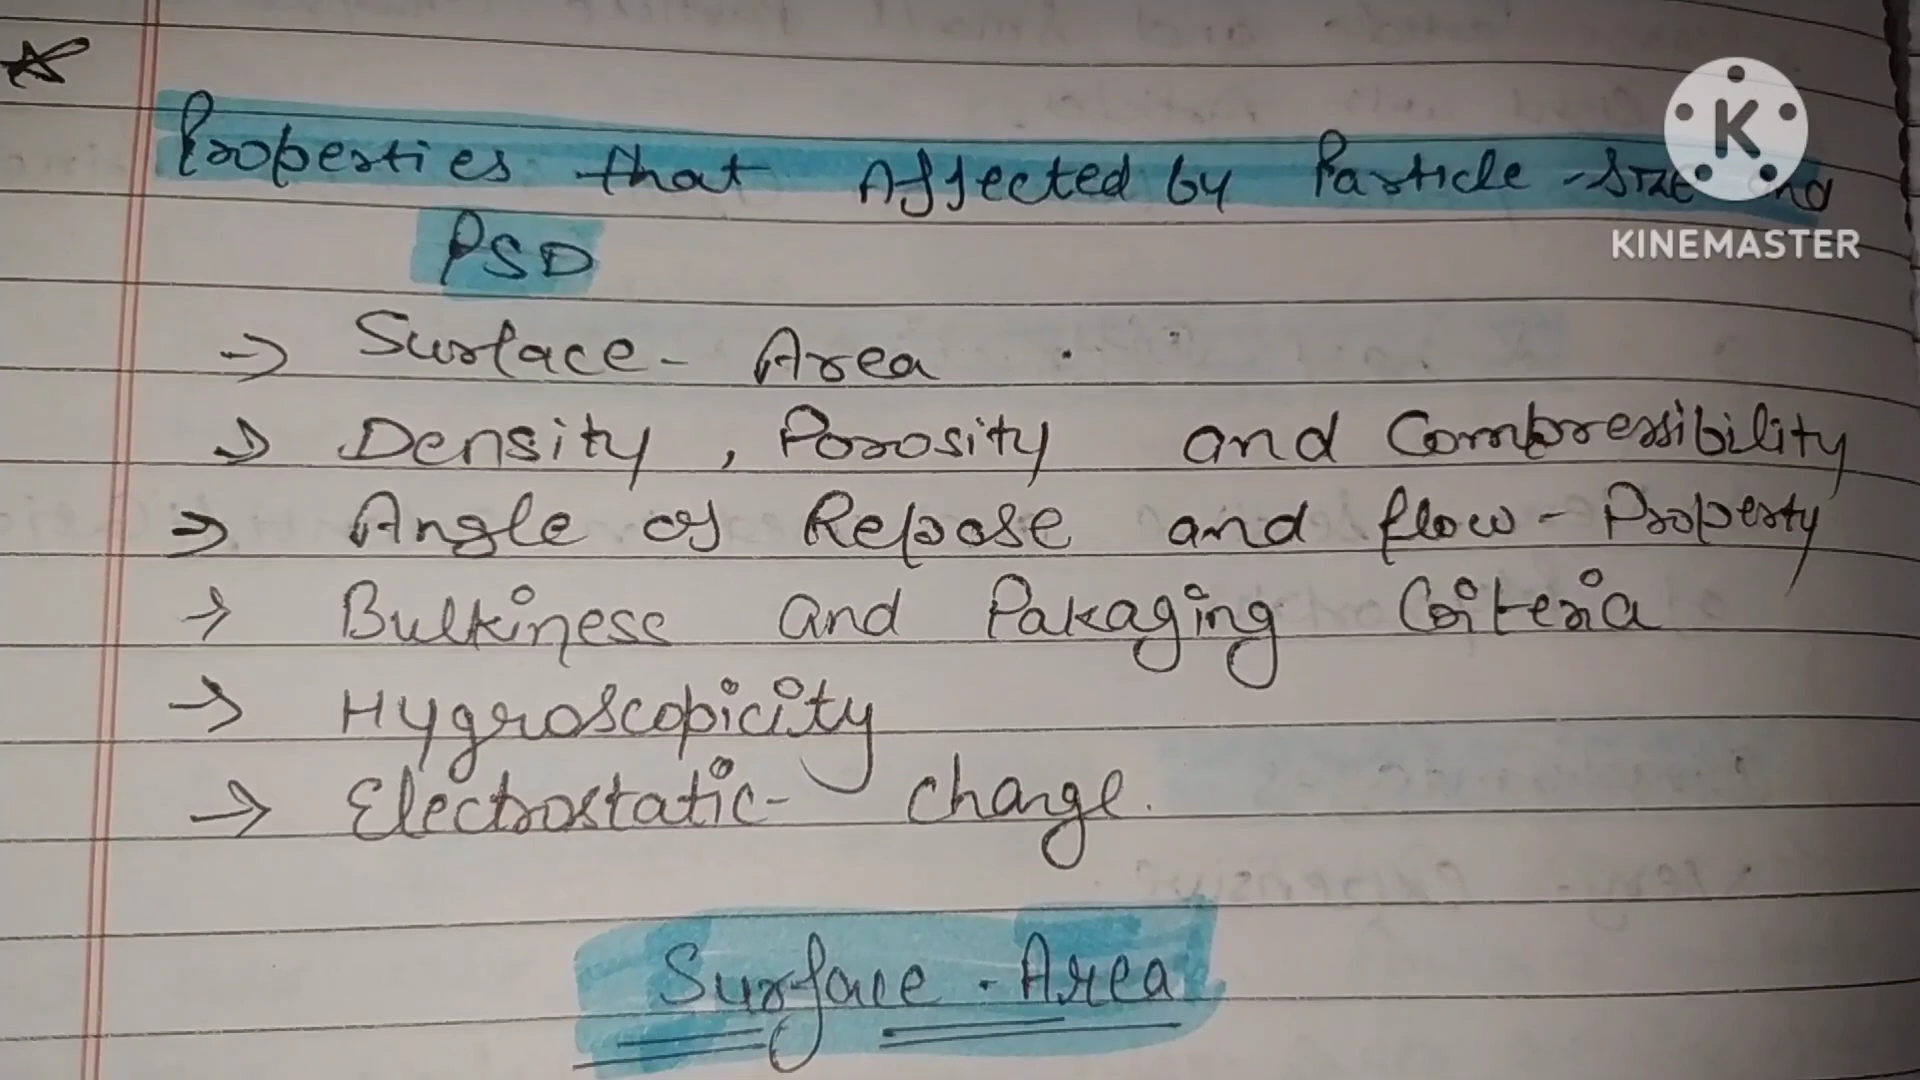 Properties that Affected by Particle-Size and
K
KINEMASTER
PSD
→ Surface-Area
→ Density, Porosity and Compressibility
→ Angle of Repose and flow-Property
→ Bulkiness and Pakaging Criteria
→ Hygroscopicity
→ Electrostatic-Charge.
Surface-Area